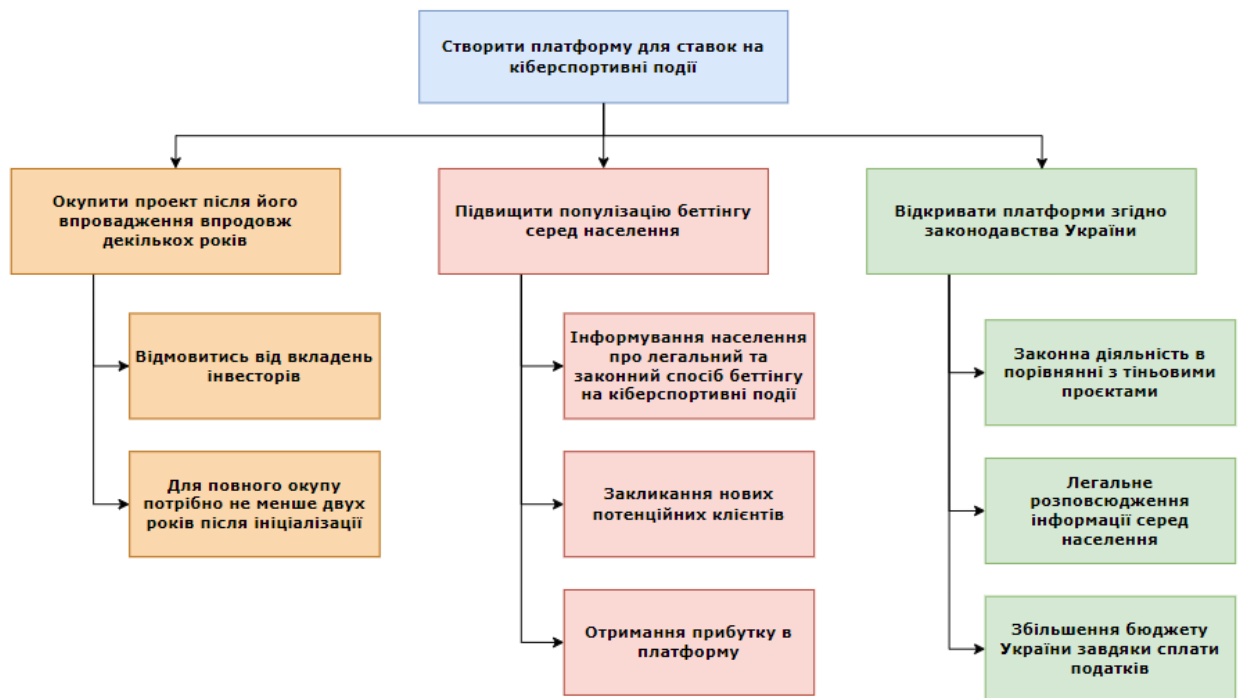 Створити платформу для ставок на
кіберспортивні події
Окупити проект після його
впровадження впродовж
декількох років
Відмовитись від вкладень
інвесторів
Для повного окупу
потрібно не менше двух
років після ініціалізації
Підвищити популізацію беттінгу
серед населення
Інформування населення
про легальний та
законний спосіб беттінгу
на кіберспортивні події
Закликання нових
потенційних клієнтів
Отримання прибутку в
платформу
Відкривати платформи згідно
законодавства України
Законна діяльність в
порівнянні з тіньовими
проєктами
Легальне
розповсюдження
інформації серед
населення
Збільшення бюджету
України завдяки сплати
податків